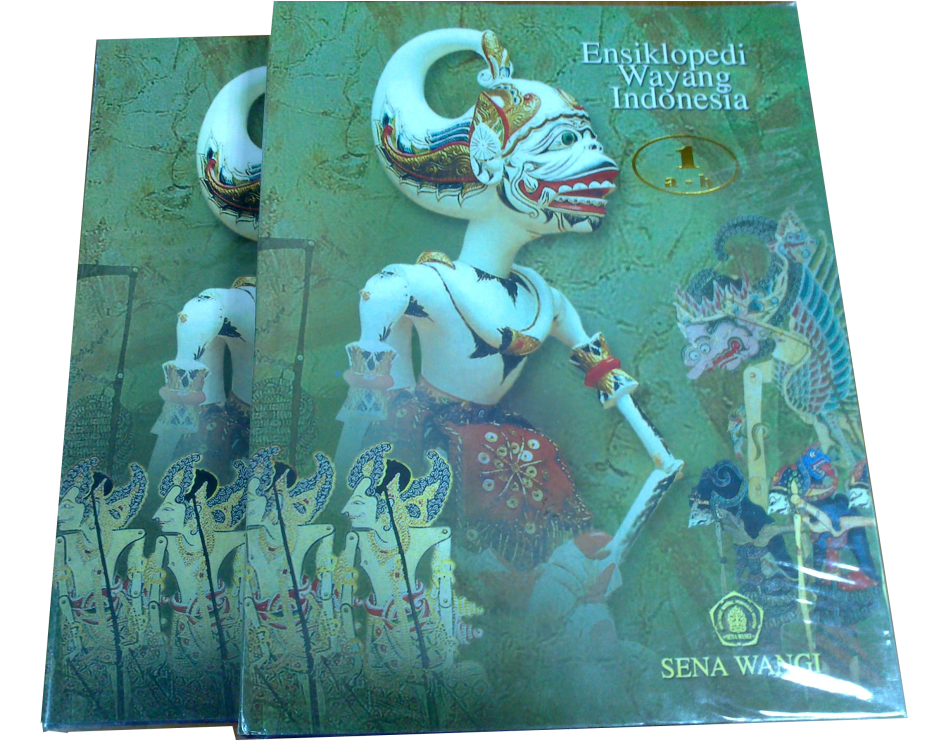 Ensiklopedi
Wayang
Indonesia
1
a - h
SENA WANGI